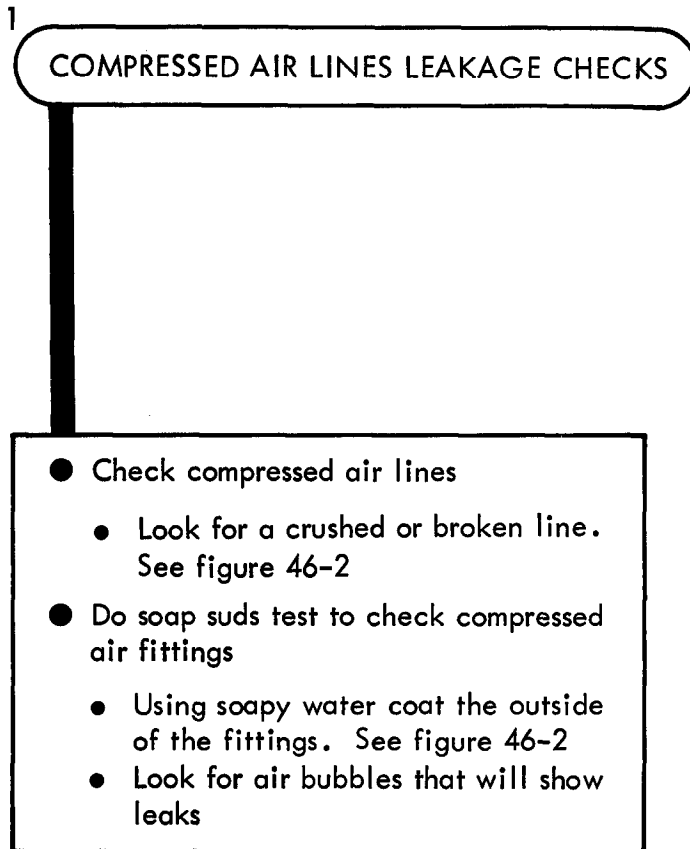 1
COMPRESSED AIR LINES LEAKAGE CHECKS
● Check compressed air lines
● Look for a crushed or broken line.
See figure 46-2
● Do soap suds test to check compressed
air fittings
● Using soapy water coat the outside
of the fittings. See figure 46-2
● Look for air bubbles that will show
leaks